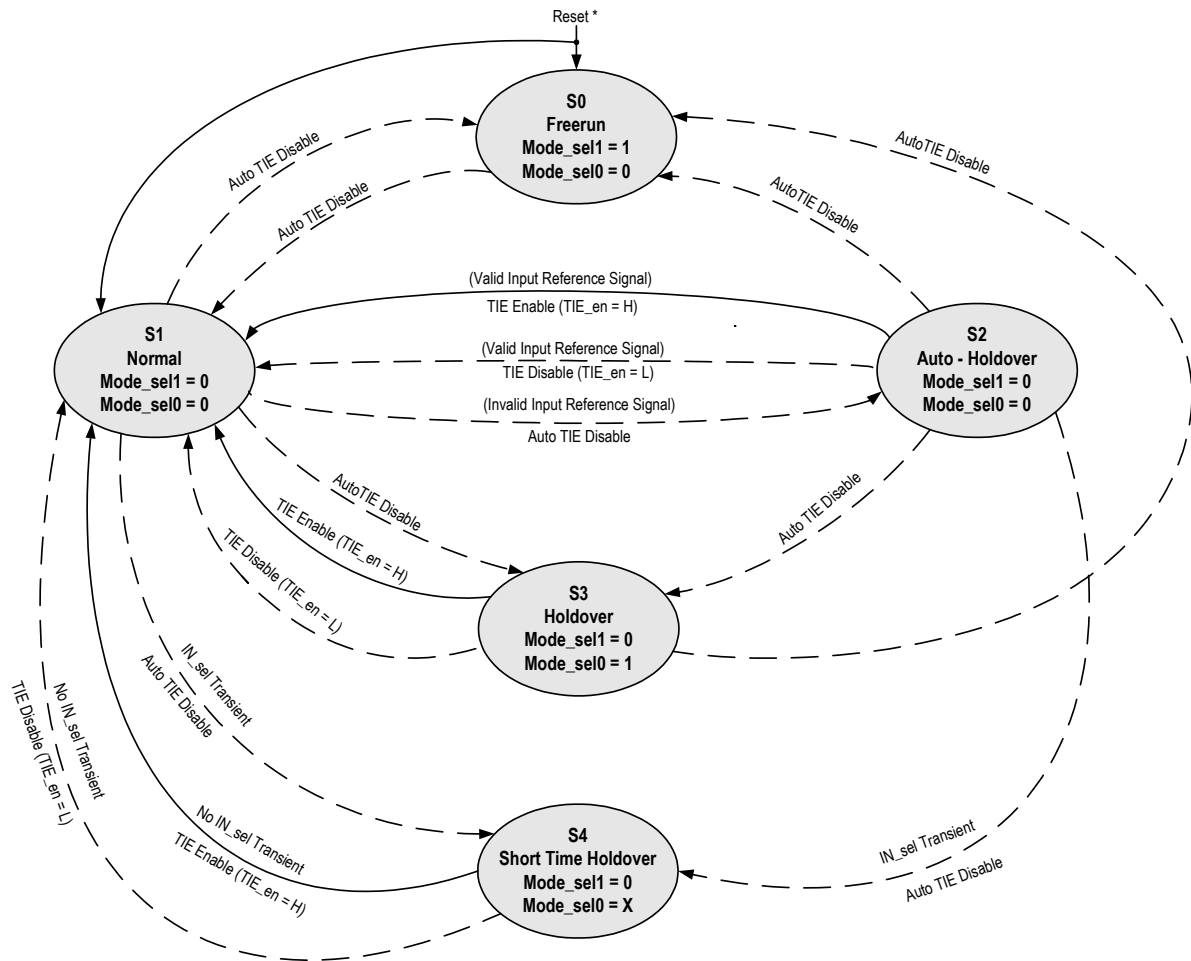 Reset *
S0
Freerun
Mode_sel1 = 1
Mode_sel0 = 0
Auto TIE Disable
Auto TIE Disable
AutoTIE Disable
AutoTIE Disable
(Valid Input Reference Signal)
TIE Enable (TIE_en = H)
S1
Normal
Mode_sel1 = 0
Mode_sel0 = 0
(Valid Input Reference Signal)
TIE Disable (TIE_en = L)
(Invalid Input Reference Signal)
Auto TIE Disable
S2
Auto - Holdover
Mode_sel1 = 0
Mode_sel0 = 0
AutoTIE Disable
TIE Enable (TIE_en = H)
TIE Disable (TIE_en = L)
Auto TIE Disable
S3
Holdover
Mode_sel1 = 0
Mode_sel0 = 1
IN_sel Transient
Auto TIE Disable
No IN_sel Transient
TIE Disable (TIE_en = L)
No IN_sel Transient
TIE Enable (TIE_en = H)
S4
Short Time Holdover
Mode_sel1 = 0
Mode_sel0 = X
IN_sel Transient
Auto TIE Disable